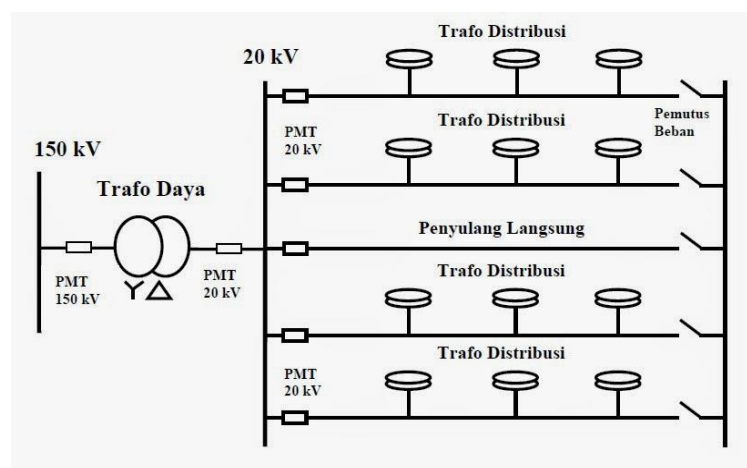 Trafo Distribusi
20 kV
PMT
20 kV
Trafo Distribusi
Pemutus
Beban
150 kV
Trafo Daya
Penyulang Langsung
PMT
150 kV
PMT
20 kV
Trafo Distribusi
Trafo Distribusi
PMT
20 kV